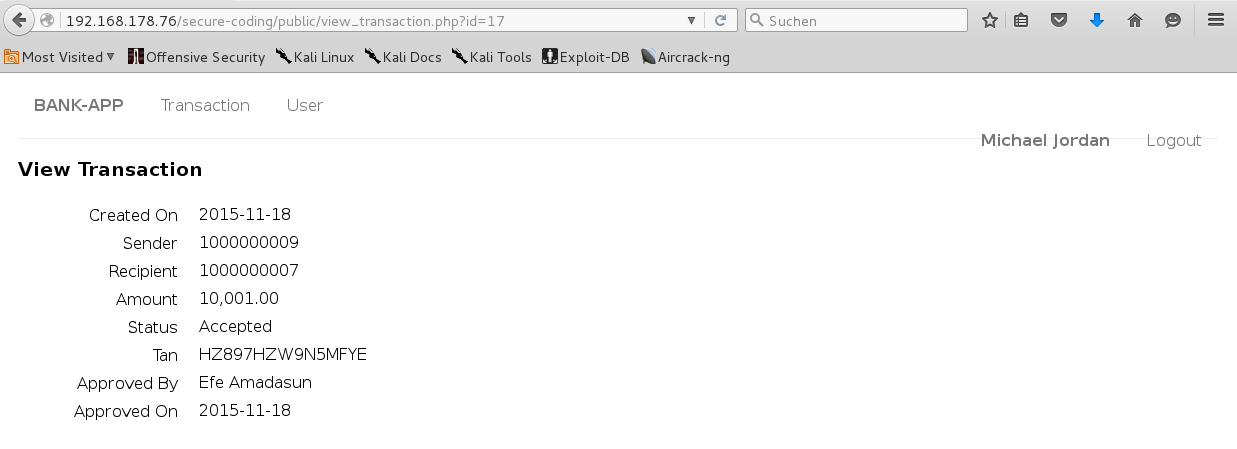 192.168.178.76/secure-coding/public/view_transaction.php?id=17 Suchen
Most Visited Offensive Security Kali Linux Kali Docs Kali Tools Exploit-DB Aircrack-ng
BANK-APP Transaction User
Michael Jordan Logout
View Transaction
Created On 2015-11-18
Sender 1000000009
Recipient 1000000007
Amount 10,001.00
Status Accepted
Tan HZ897HZW9N5MFYE
Approved By Efe Amadasun
Approved On 2015-11-18